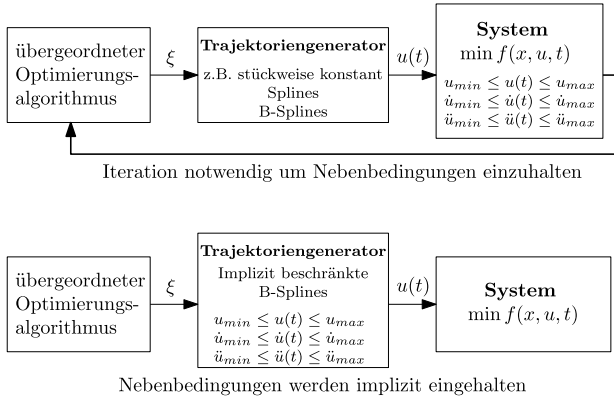 übergeordneter
Optimierungs-
algorithmus
ξ
Trajektoriengenerator
z.B. stückweise konstant
Splines
B-Splines
u(t)
System
min f(x, u, t)
u_min ≤ u(t) ≤ u_max
u̇_min ≤ u̇(t) ≤ u̇_max
ü_min ≤ ü(t) ≤ ü_max
Iteration notwendig um Nebenbedingungen einzuhalten
übergeordneter
Optimierungs-
algorithmus
ξ
Trajektoriengenerator
Implizit beschränkte
B-Splines
u_min ≤ u(t) ≤ u_max
u̇_min ≤ u̇(t) ≤ u̇_max
ü_min ≤ ü(t) ≤ ü_max
u(t)
System
min f(x, u, t)
Nebenbedingungen werden implizit eingehalten